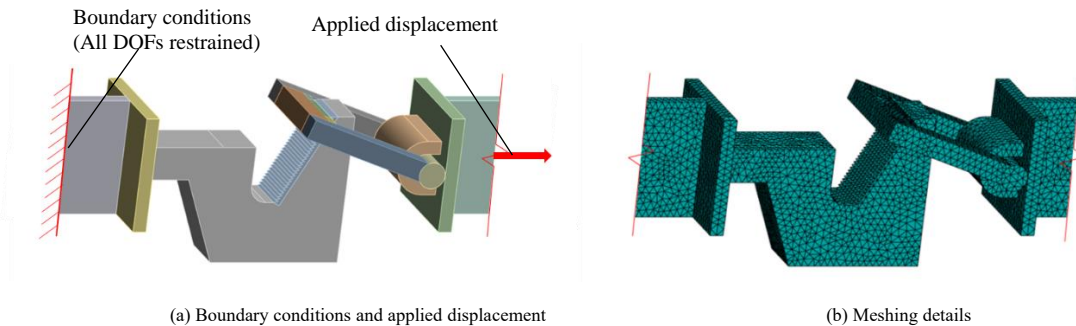 Boundary conditions
(All DOFs restrained)
Applied displacement
(a) Boundary conditions and applied displacement
(b) Meshing details